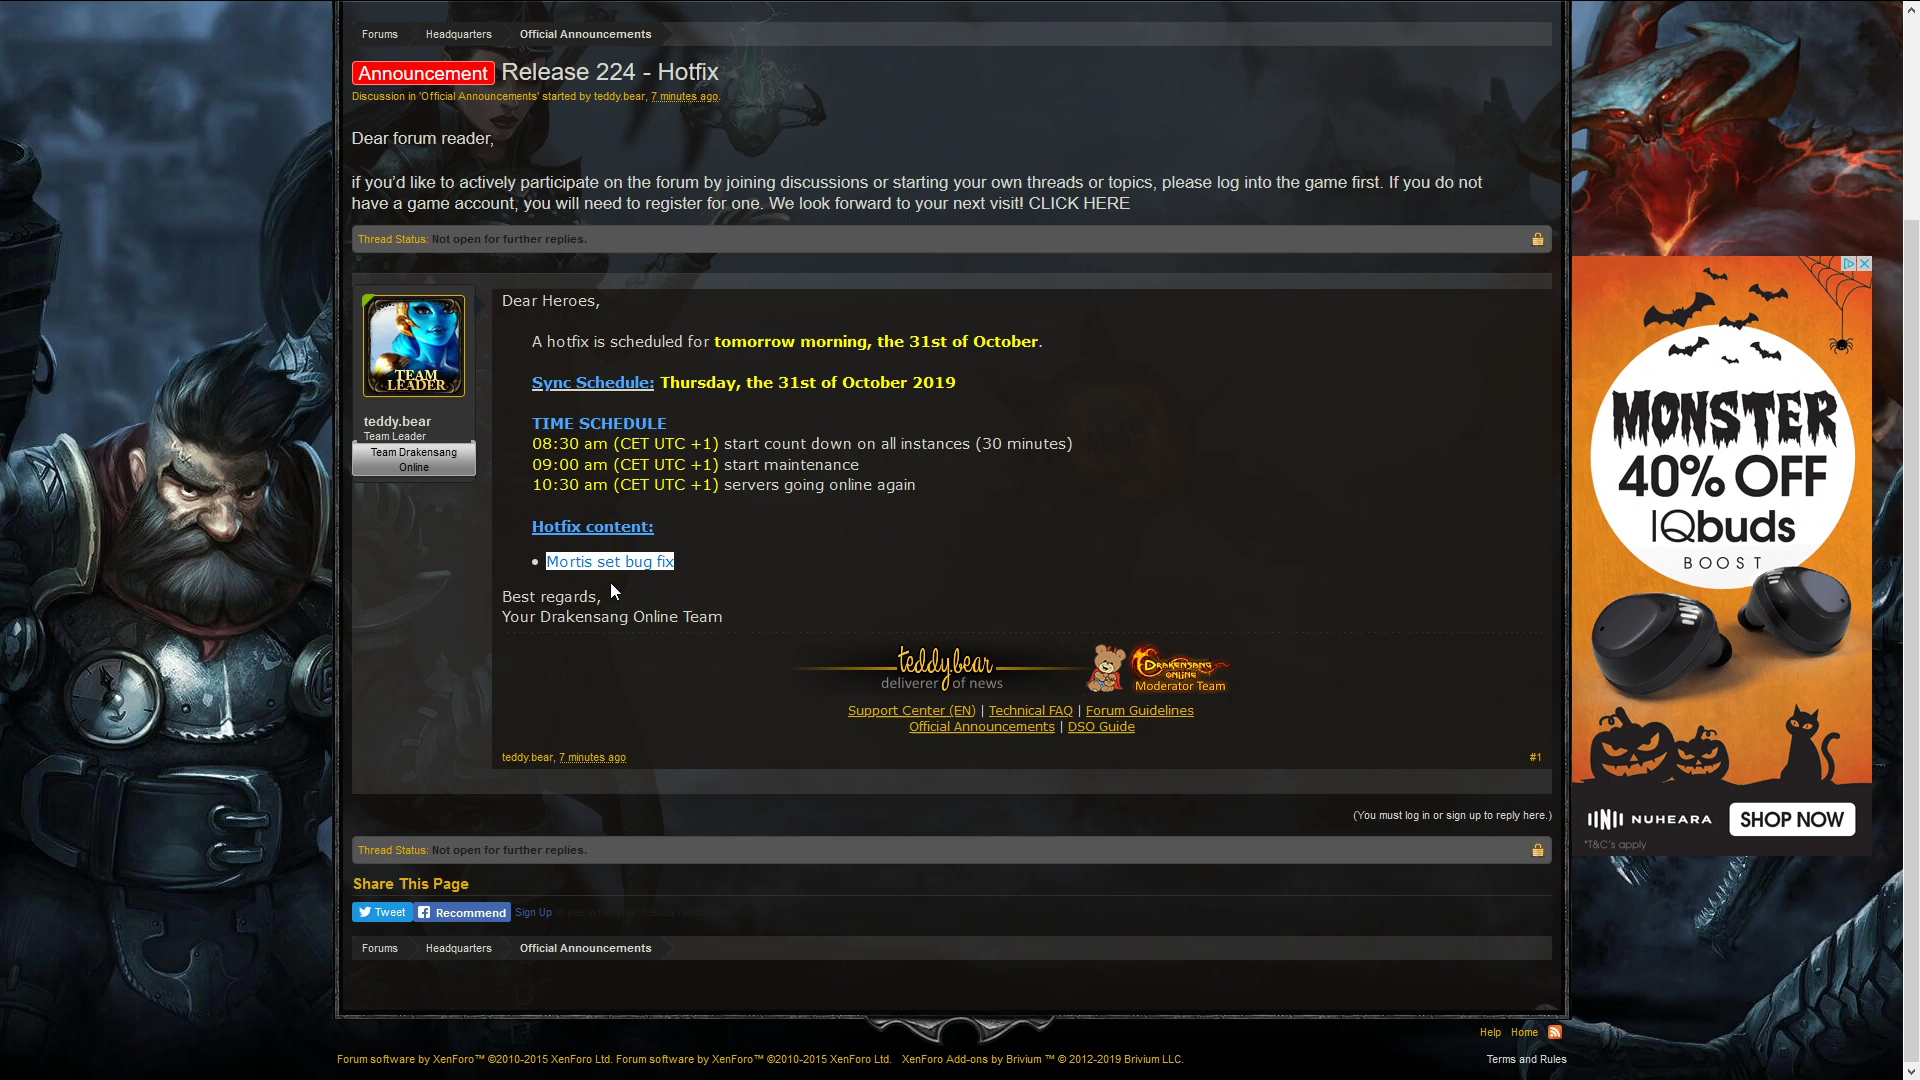 Forums Headquarters Official Announcements
Announcement Release 224 - Hotfix
Discussion in 'Official Announcements' started by teddy.bear, 7 minutes ago.
Dear forum reader,
if you'd like to actively participate on the forum by joining discussions or starting your own threads or topics, please log into the game first. If you do not
have a game account, you will need to register for one. We look forward to your next visit! CLICK HERE
Thread Status: Not open for further replies.
TEAM
LEADER
teddy.bear
Team Leader
Team Drakensang
Online
Dear Heroes,
A hotfix is scheduled for tomorrow morning, the 31st of October.
Sync Schedule: Thursday, the 31st of October 2019
TIME SCHEDULE
08:30 am (CET UTC +1) start count down on all instances (30 minutes)
09:00 am (CET UTC +1) start maintenance
10:30 am (CET UTC +1) servers going online again
Hotfix content:
• Mortis set bug fix
Best regards,
Your Drakensang Online Team
teddy.bear
deliverer of news
DRAKENSANG
ONLINE
Moderator Team
Support Center (EN) | Technical FAQ | Forum Guidelines
Official Announcements | DSO Guide
teddy.bear, 7 minutes ago #1
(You must log in or sign up to reply here.)
Thread Status: Not open for further replies.
Share This Page
Tweet Recommend Sign Up to see what your friends
Forums Headquarters Official Announcements
Help Home
Forum software by XenForo™ ©2010-2015 XenForo Ltd. Forum software by XenForo™ ©2010-2015 XenForo Ltd. XenForo Add-ons by Brivium ™ © 2012-2019 Brivium LLC.
Terms and Rules
MONSTER
40% OFF
IQbuds
BOOST
NUHEARA SHOP NOW
*T&C's apply